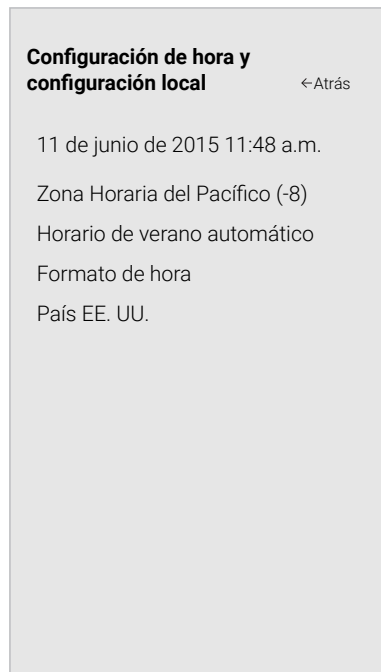 Configuración de hora y
configuración local ←Atrás
11 de junio de 2015 11:48 a.m.
Zona Horaria del Pacífico (-8)
Horario de verano automático
Formato de hora
País EE. UU.